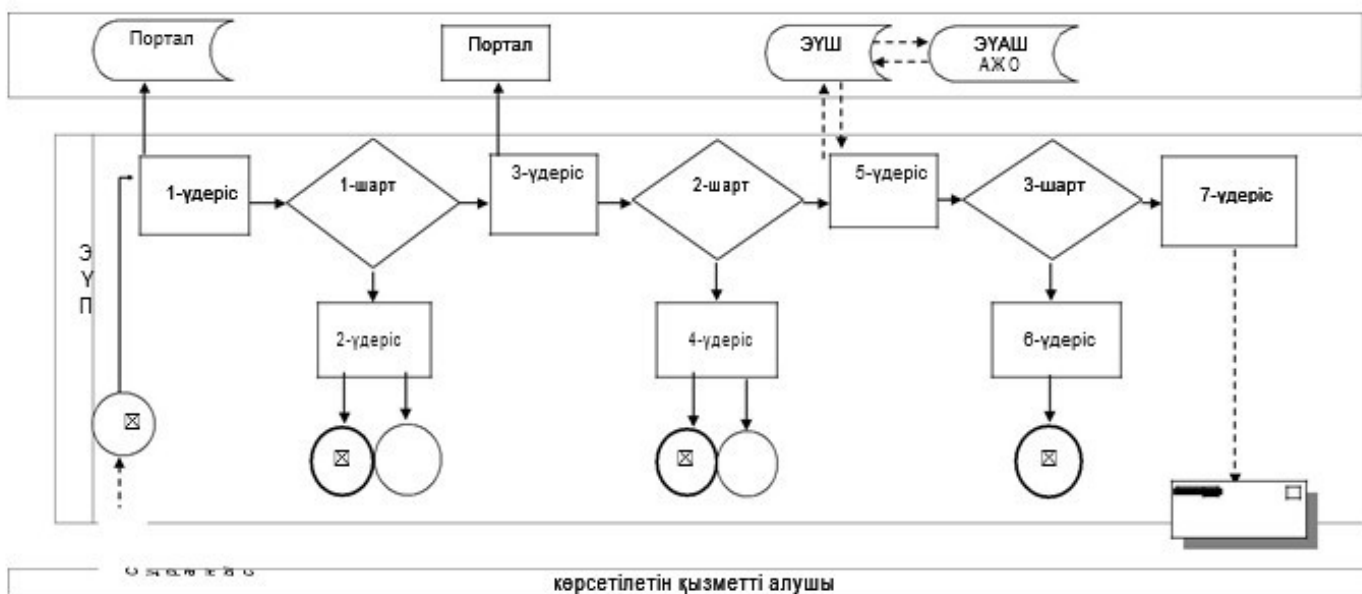 Портал
Портал
ЭҮШ
ЭҮАШ
АЖО
1-үдеріс
1-шарт
3-үдеріс
2-шарт
5-үдеріс
3-шарт
7-үдеріс
ЭҮП
2-үдеріс
4-үдеріс
6-үдеріс
көрсетілетін қызметті алушы